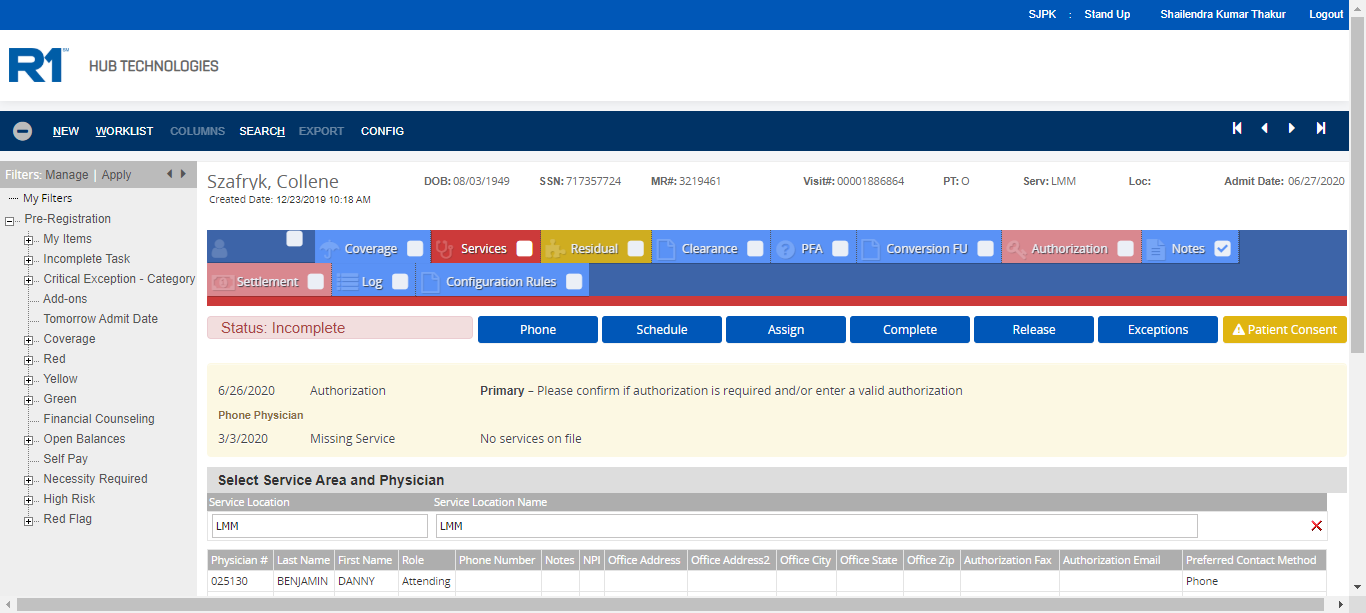 SJPK : Stand Up Shailendra Kumar Thakur Logout
R1 SM HUB TECHNOLOGIES
NEW WORKLIST COLUMNS SEARCH EXPORT CONFIG
Filters: Manage | Apply
My Filters
Pre-Registration
My Items
Incomplete Task
Critical Exception - Category
Add-ons
Tomorrow Admit Date
Coverage
Red
Yellow
Green
Financial Counseling
Open Balances
Self Pay
Necessity Required
High Risk
Red Flag
Szafryk, Collene DOB: 08/03/1949 SSN: 717357724 MR#: 3219461 Visit#: 00001886864 PT: O Serv: LMM Loc: Admit Date: 06/27/2020
Created Date: 12/23/2019 10:18 AM
Coverage Services Residual Clearance PFA Conversion FU Authorization Notes
Settlement Log Configuration Rules
Status: Incomplete Phone Schedule Assign Complete Release Exceptions Patient Consent
6/26/2020 Authorization Primary – Please confirm if authorization is required and/or enter a valid authorization
Phone Physician
3/3/2020 Missing Service No services on file
Select Service Area and Physician
Service Location Service Location Name
LMM LMM
Physician # Last Name First Name Role Phone Number Notes NPI Office Address Office Address2 Office City Office State Office Zip Authorization Fax Authorization Email Preferred Contact Method
025130 BENJAMIN DANNY Attending Phone